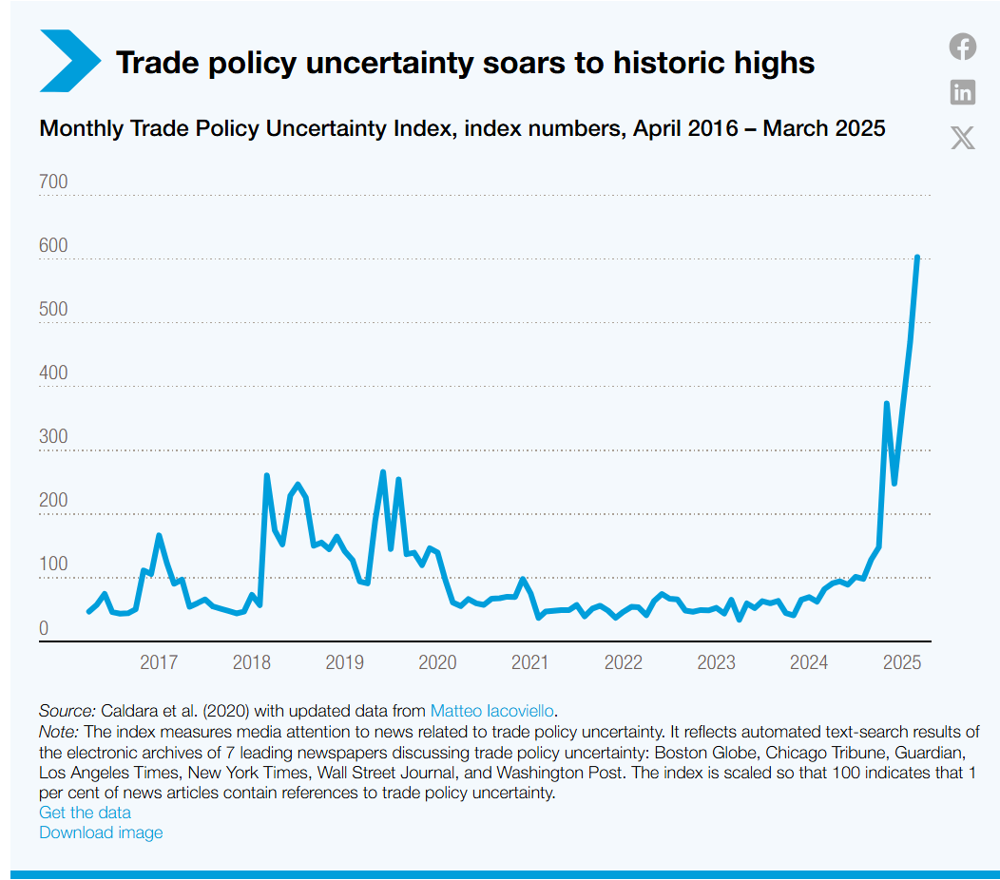 Trade policy uncertainty soars to historic highs
Monthly Trade Policy Uncertainty Index, index numbers, April 2016 – March 2025
700
600
500
400
300
200
100
0
2017 2018 2019 2020 2021 2022 2023 2024 2025
Source: Caldara et al. (2020) with updated data from Matteo Iacoviello.
Note: The index measures media attention to news related to trade policy uncertainty. It reflects automated text-search results of
the electronic archives of 7 leading newspapers discussing trade policy uncertainty: Boston Globe, Chicago Tribune, Guardian,
Los Angeles Times, New York Times, Wall Street Journal, and Washington Post. The index is scaled so that 100 indicates that 1
per cent of news articles contain references to trade policy uncertainty.
Get the data
Download image